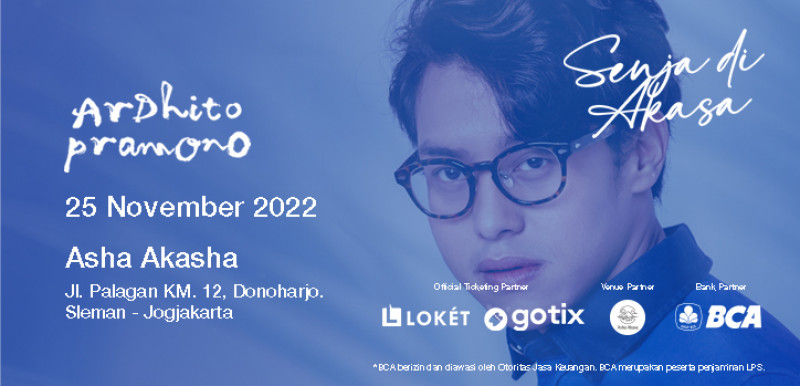 Senja di
Akasa
ArDhito
pramono
25 November 2022
Asha Akasha
Jl. Palagan KM. 12, Donoharjo.
Sleman - Jogjakarta
Official Ticketing Partner
Venue Partner
Bank Partner
LOKÉT
gotix
BCA
*BCA berizin dan diawasi oleh Otoritas Jasa Keuangan. BCA merupakan peserta penjaminan LPS.